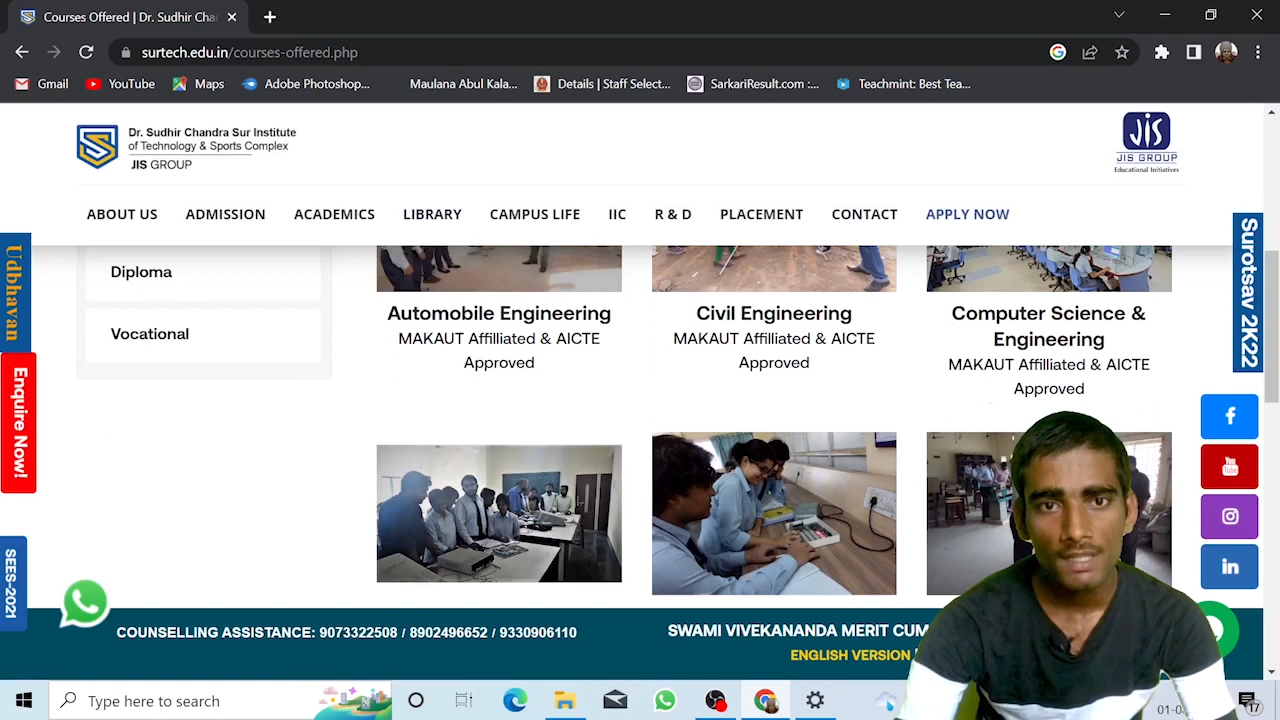 Courses Offered | Dr. Sudhir Char
surtech.edu.in/courses-offered.php
Gmail
YouTube
Maps
Adobe Photoshop...
Maulana Abul Kala...
Details | Staff Select...
SarkariResult.com :...
Teachmint: Best Tea...
Dr. Sudhir Chandra Sur Institute
of Technology & Sports Complex
JIS GROUP
JIS
JIS GROUP
Educational Initiatives
ABOUT US
ADMISSION
ACADEMICS
LIBRARY
CAMPUS LIFE
IIC
R & D
PLACEMENT
CONTACT
APPLY NOW
Udbhavan
Enquire Now!
SEES-2021
Surotsav 2K22
Diploma
Vocational
Automobile Engineering
MAKAUT Affilliated & AICTE
Approved
Civil Engineering
MAKAUT Affilliated & AICTE
Approved
Computer Science &
Engineering
MAKAUT Affilliated & AICTE
Approved
COUNSELLING ASSISTANCE: 9073322508 / 8902496652 / 9330906110
SWAMI VIVEKANANDA MERIT CUM
ENGLISH VERSION
Type here to search
17